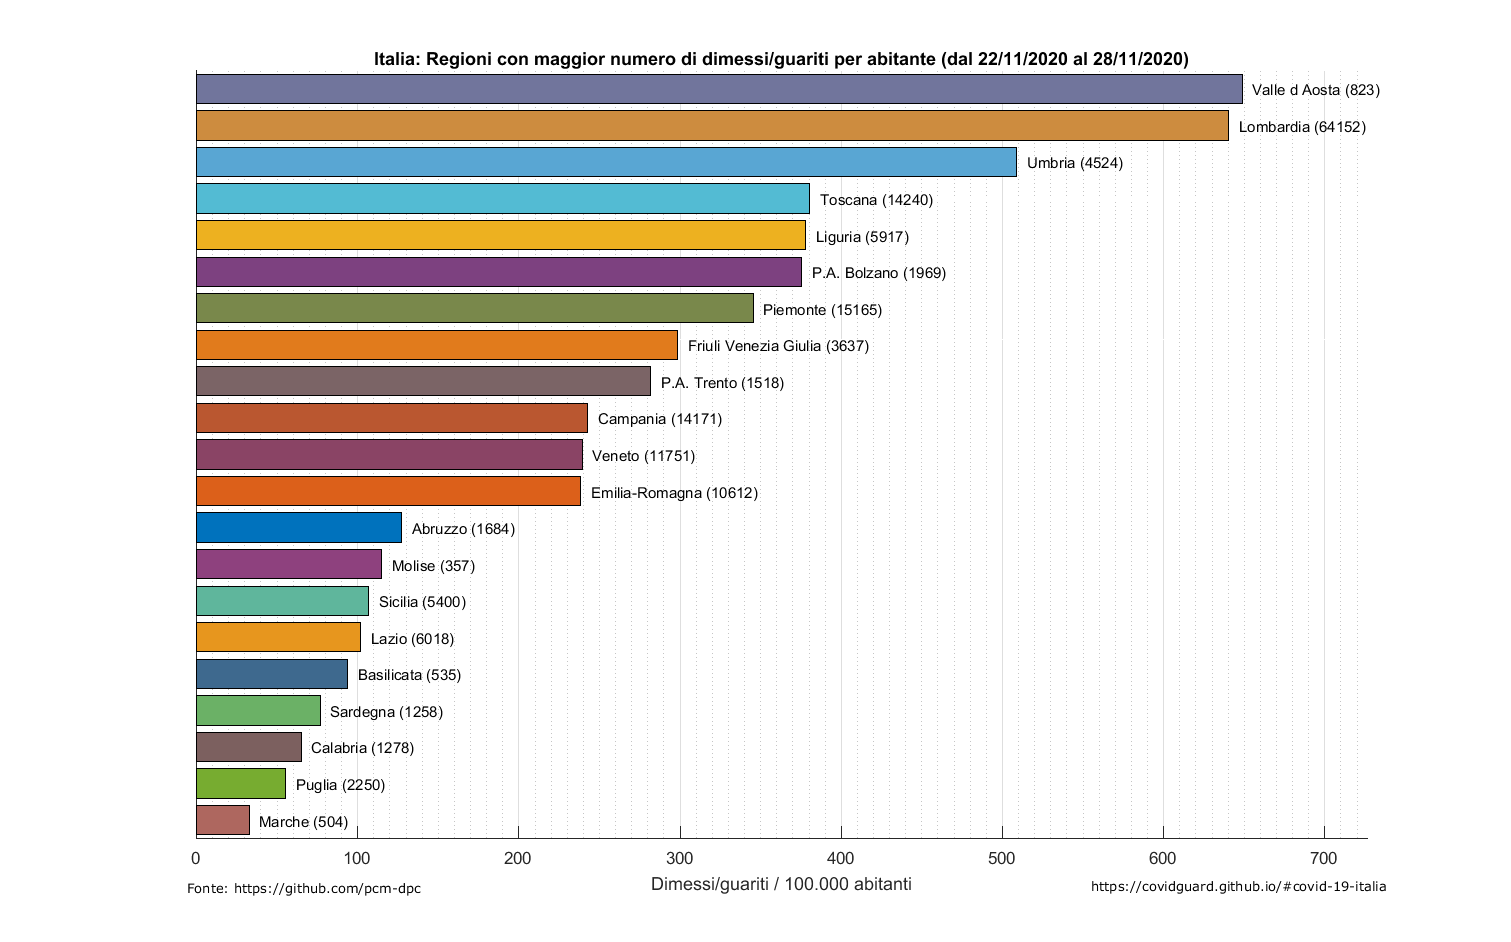 Italia: Regioni con maggior numero di dimessi/guariti per abitante (dal 22/11/2020 al 28/11/2020)
Valle d Aosta (823)
Lombardia (64152)
Umbria (4524)
Toscana (14240)
Liguria (5917)
P.A. Bolzano (1969)
Piemonte (15165)
Friuli Venezia Giulia (3637)
P.A. Trento (1518)
Campania (14171)
Veneto (11751)
Emilia-Romagna (10612)
Abruzzo (1684)
Molise (357)
Sicilia (5400)
Lazio (6018)
Basilicata (535)
Sardegna (1258)
Calabria (1278)
Puglia (2250)
Marche (504)
0 100 200 300 400 500 600 700
Dimessi/guariti / 100.000 abitanti
Fonte: https://github.com/pcm-dpc
https://covidguard.github.io/#covid-19-italia